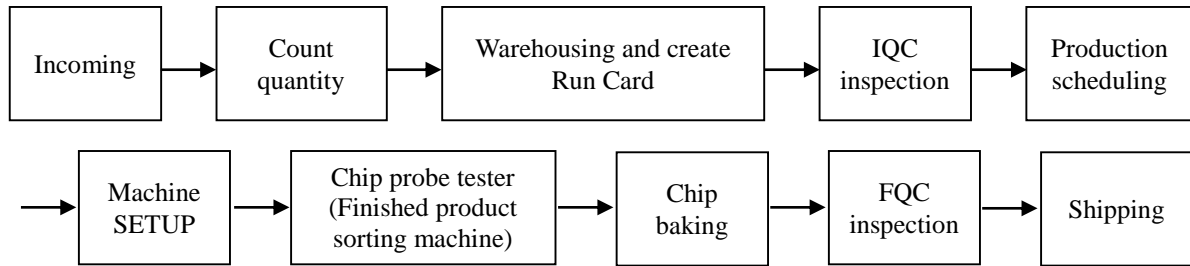 Incoming
Count
quantity
Warehousing and create
Run Card
IQC
inspection
Production
scheduling
Machine
SETUP
Chip probe tester
(Finished product
sorting machine)
Chip
baking
FQC
inspection
Shipping